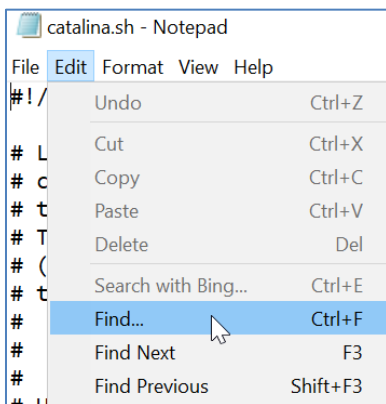 catalina.sh - Notepad
File Edit Format View Help
#!/
Undo Ctrl+Z
# L
Cut Ctrl+X
# c
Copy Ctrl+C
# t
Paste Ctrl+V
# T
Delete Del
# (
Search with Bing... Ctrl+E
# t
Find... Ctrl+F
#
Find Next F3
#
#
Find Previous Shift+F3
#